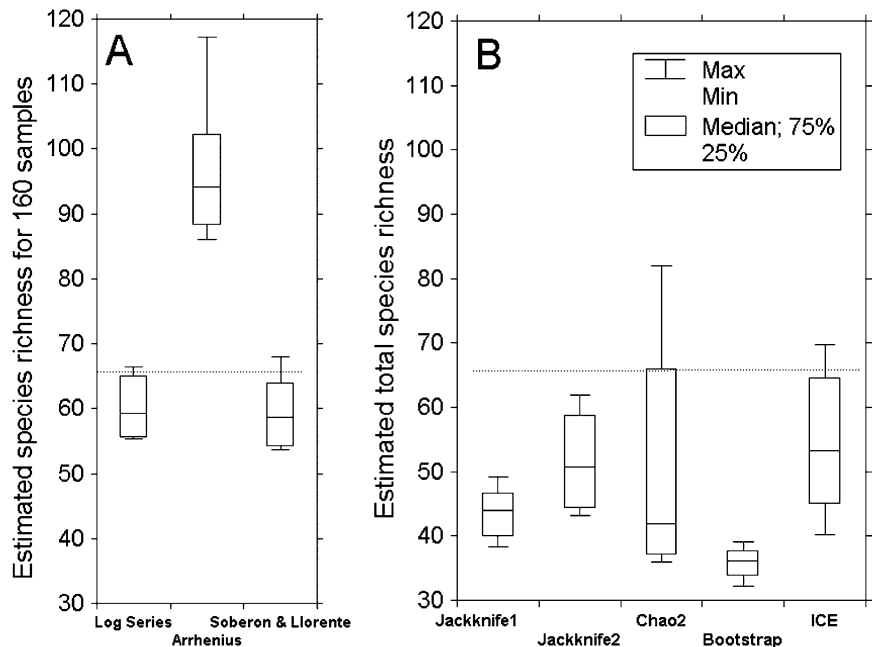 A
Estimated species richness for 160 samples
120
110
100
90
80
70
60
50
40
30
Log Series
Arrhenius
Soberon & Llorente
B
Estimated total species richness
120
110
100
90
80
70
60
50
40
30
Max
Min
Median; 75%
25%
Jackknife1
Jackknife2
Chao2
Bootstrap
ICE